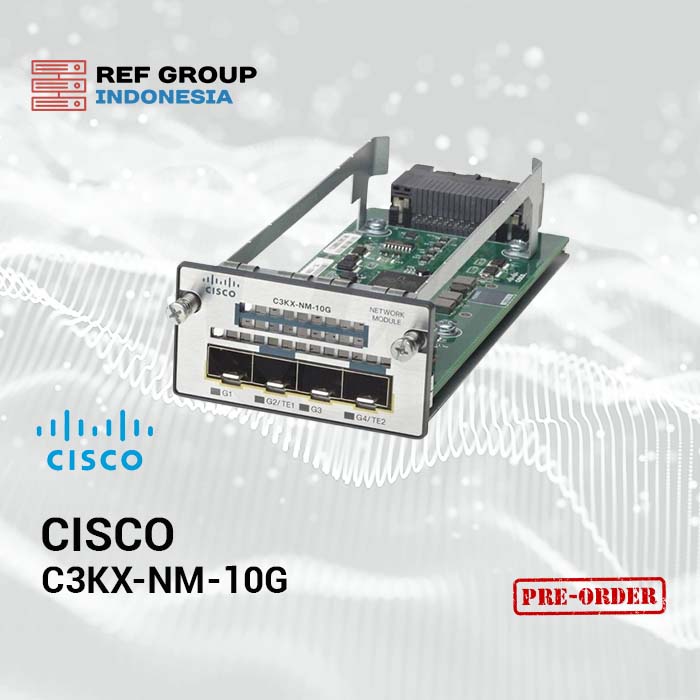 REF GROUP
INDONESIA
CISCO
C3KX-NM-10G
NETWORK
MODULE
G1
G2/TE1
G3
G4/TE2
CISCO
CISCO
C3KX-NM-10G
PRE-ORDER